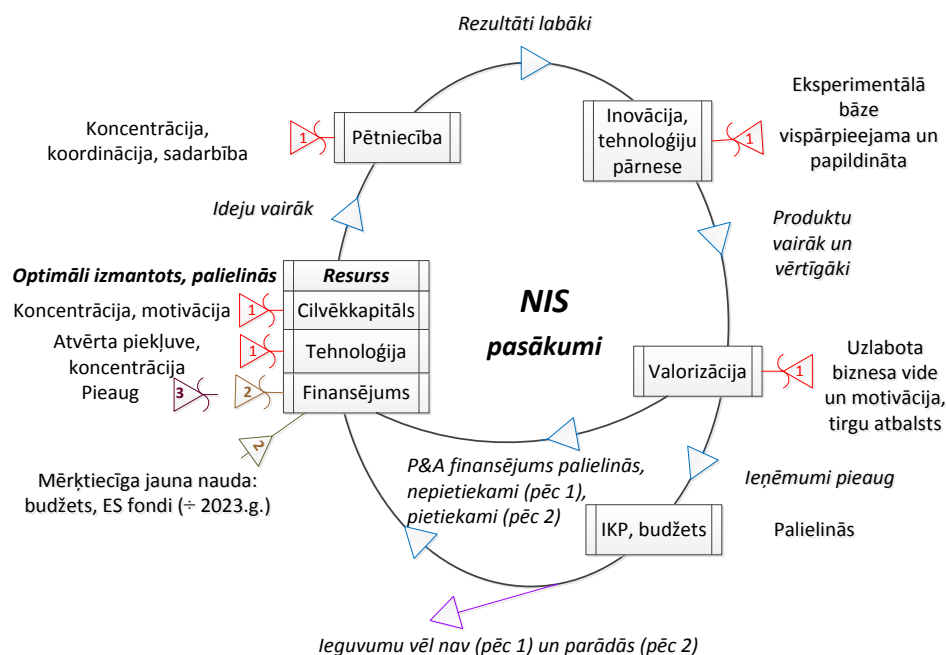 Rezultāti labāki
Koncentrācija,
koordinācija, sadarbība
1
Pētniecība
Inovācija,
tehnoloģiju
pārnese
1
Eksperimentālā
bāze
vispārpieejama un
papildināta
Ideju vairāk
Produktu
vairāk un
vērtīgāki
Optimāli izmantots, palielinās
Resurss
Koncentrācija, motivācija
1
Cilvēkkapitāls
Atvērta piekļuve,
koncentrācija
1
Tehnoloģija
Pieaug
3
2
Finansējums
NIS
pasākumi
Valorizācija
1
Uzlabota
biznesa vide
un motivācija,
tirgu atbalsts
2
Mērķtiecīga jauna nauda:
budžets, ES fondi (÷ 2023.g.)
P&A finansējums palielinās,
nepietiekami (pēc 1),
pietiekami (pēc 2)
Ieņēmumi pieaug
IKP, budžets
Palielinās
Ieguvumu vēl nav (pēc 1) un parādās (pēc 2)